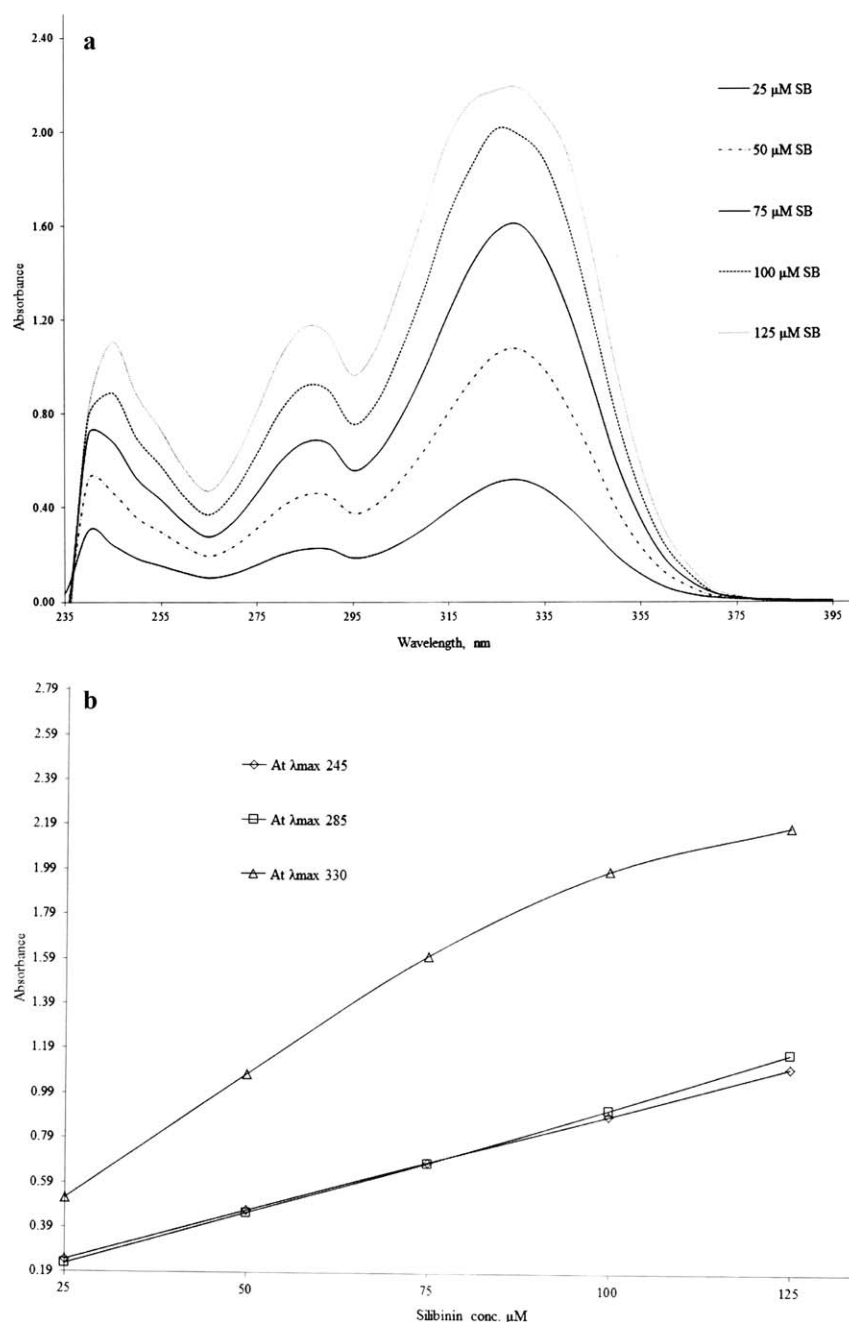 a
2.40
2.00
1.60
1.20
0.80
0.40
0.00
Absorbance
25 μM SB
50 μM SB
75 μM SB
100 μM SB
125 μM SB
235 255 275 295 315 335 355 375 395
Wavelength, nm
b
2.79
2.59
2.39
2.19
1.99
1.79
1.59
1.39
1.19
0.99
0.79
0.59
0.39
0.19
Absorbance
At λmax 245
At λmax 285
At λmax 330
25 50 75 100 125
Silibinin conc. μM